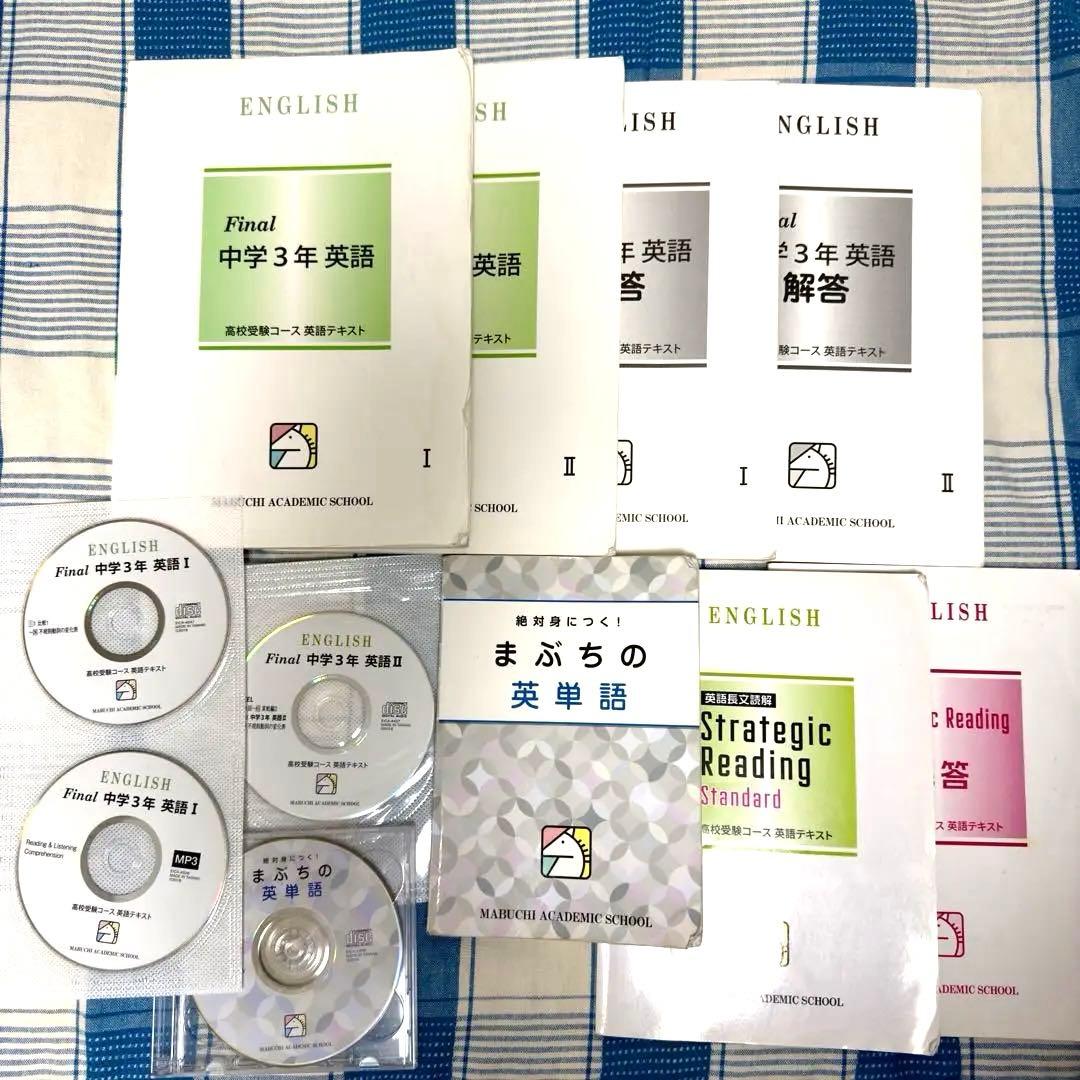 ENGLISH
Final
中学3年 英語
高校受験コース 英語テキスト
I
MABUCHI ACADEMIC SCHOOL
SH
英語
テキスト
II
SCHOOL
LISH
年 英語
答
英語テキスト
I
EMIC SCHOOL
NGLISH
al
学3年 英語
解答
験コース 英語テキスト
II
HI ACADEMIC SCHOOL
ENGLISH
Final 中学3年 英語I
高校受験コース 英語テキスト
MABUCHI ACADEMIC SCHOOL
ENGLISH
Final 中学3年 英語II
高校受験コース 英語テキスト
MABUCHI ACADEMIC SCHOOL
ENGLISH
Final 中学3年 英語I
Reading & Listening
Comprehension
MP3
高校受験コース 英語テキスト
MABUCHI ACADEMIC SCHOOL
絶対身につく!
まぶちの
英単語
MABUCHI ACADEMIC SCHOOL
絶対身につく!
まぶちの
英単語
MABUCHI ACADEMIC SCHOOL
ENGLISH
英語長文読解
Strategic
Reading
Standard
高校受験コース 英語テキスト
ADEMIC SCHOOL
LISH
c Reading
答
ス 英語テキスト
ADEMIC SCHOOL